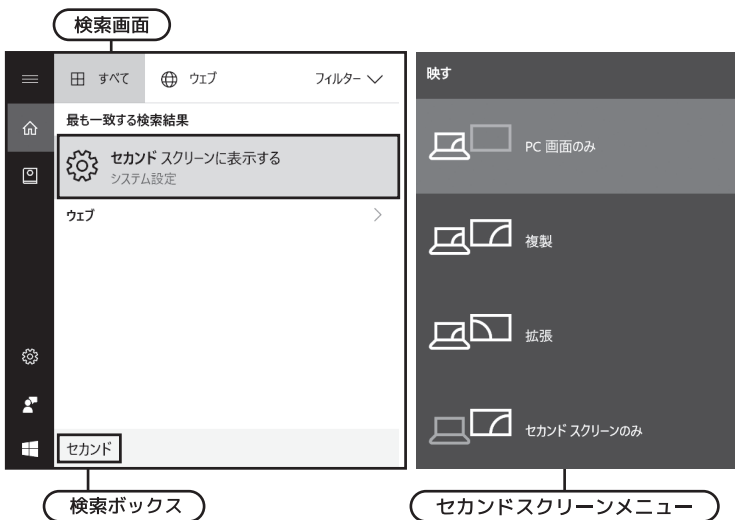 検索画面
すべて ウェブ フィルター
最も一致する検索結果
セカンド スクリーンに表示する
システム設定
ウェブ
セカンド
検索ボックス
映す
PC 画面のみ
複製
拡張
セカンド スクリーンのみ
セカンドスクリーンメニュー